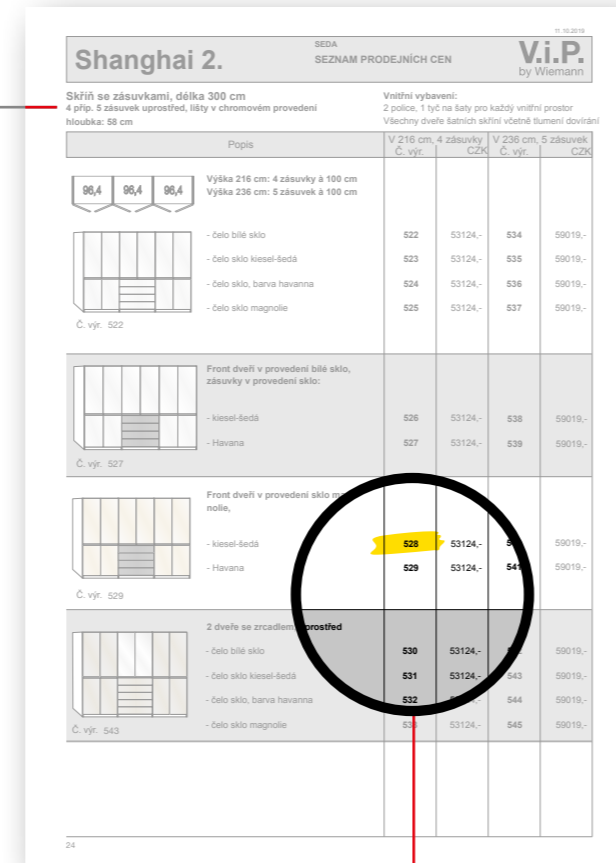 11.10.2019
Shanghai 2.
SEDA
SEZNAM PRODEJNÍCH CEN
V.i.P.
by Wiemann
Skříň se zásuvkami, délka 300 cm
4 příp. 5 zásuvek uprostřed, lišty v chromovém provedení
hloubka: 58 cm
Vnitřní vybavení:
2 police, 1 tyč na šaty pro každý vnitřní prostor
Všechny dveře šatních skříní včetně tlumení dovírání
Popis
V 216 cm, 4 zásuvky V 236 cm, 5 zásuvek
Č. výr. CZK Č. výr. CZK
96,4 96,4 96,4
Výška 216 cm: 4 zásuvky à 100 cm
Výška 236 cm: 5 zásuvek à 100 cm
- čelo bílé sklo 522 53124,- 534 59019,-
- čelo sklo kiesel-šedá 523 53124,- 535 59019,-
- čelo sklo, barva havanna 524 53124,- 536 59019,-
- čelo sklo magnolie 525 53124,- 537 59019,-
Č. výr. 522
Front dveří v provedení bílé sklo,
zásuvky v provedení sklo:
- kiesel-šedá 526 53124,- 538 59019,-
- Havana 527 53124,- 539 59019,-
Č. výr. 527
Front dveří v provedení sklo
nolie,
- kiesel-šedá 528 53124,- 59019,-
- Havana 529 53124,- 541 59019,-
Č. výr. 529
2 dveře se zrcadlem uprostřed
- čelo bílé sklo 530 53124,- 59019,-
- čelo sklo kiesel-šedá 531 53124,- 543 59019,-
- čelo sklo, barva havanna 532 544 59019,-
- čelo sklo magnolie 53124,- 545 59019,-
Č. výr. 543
24